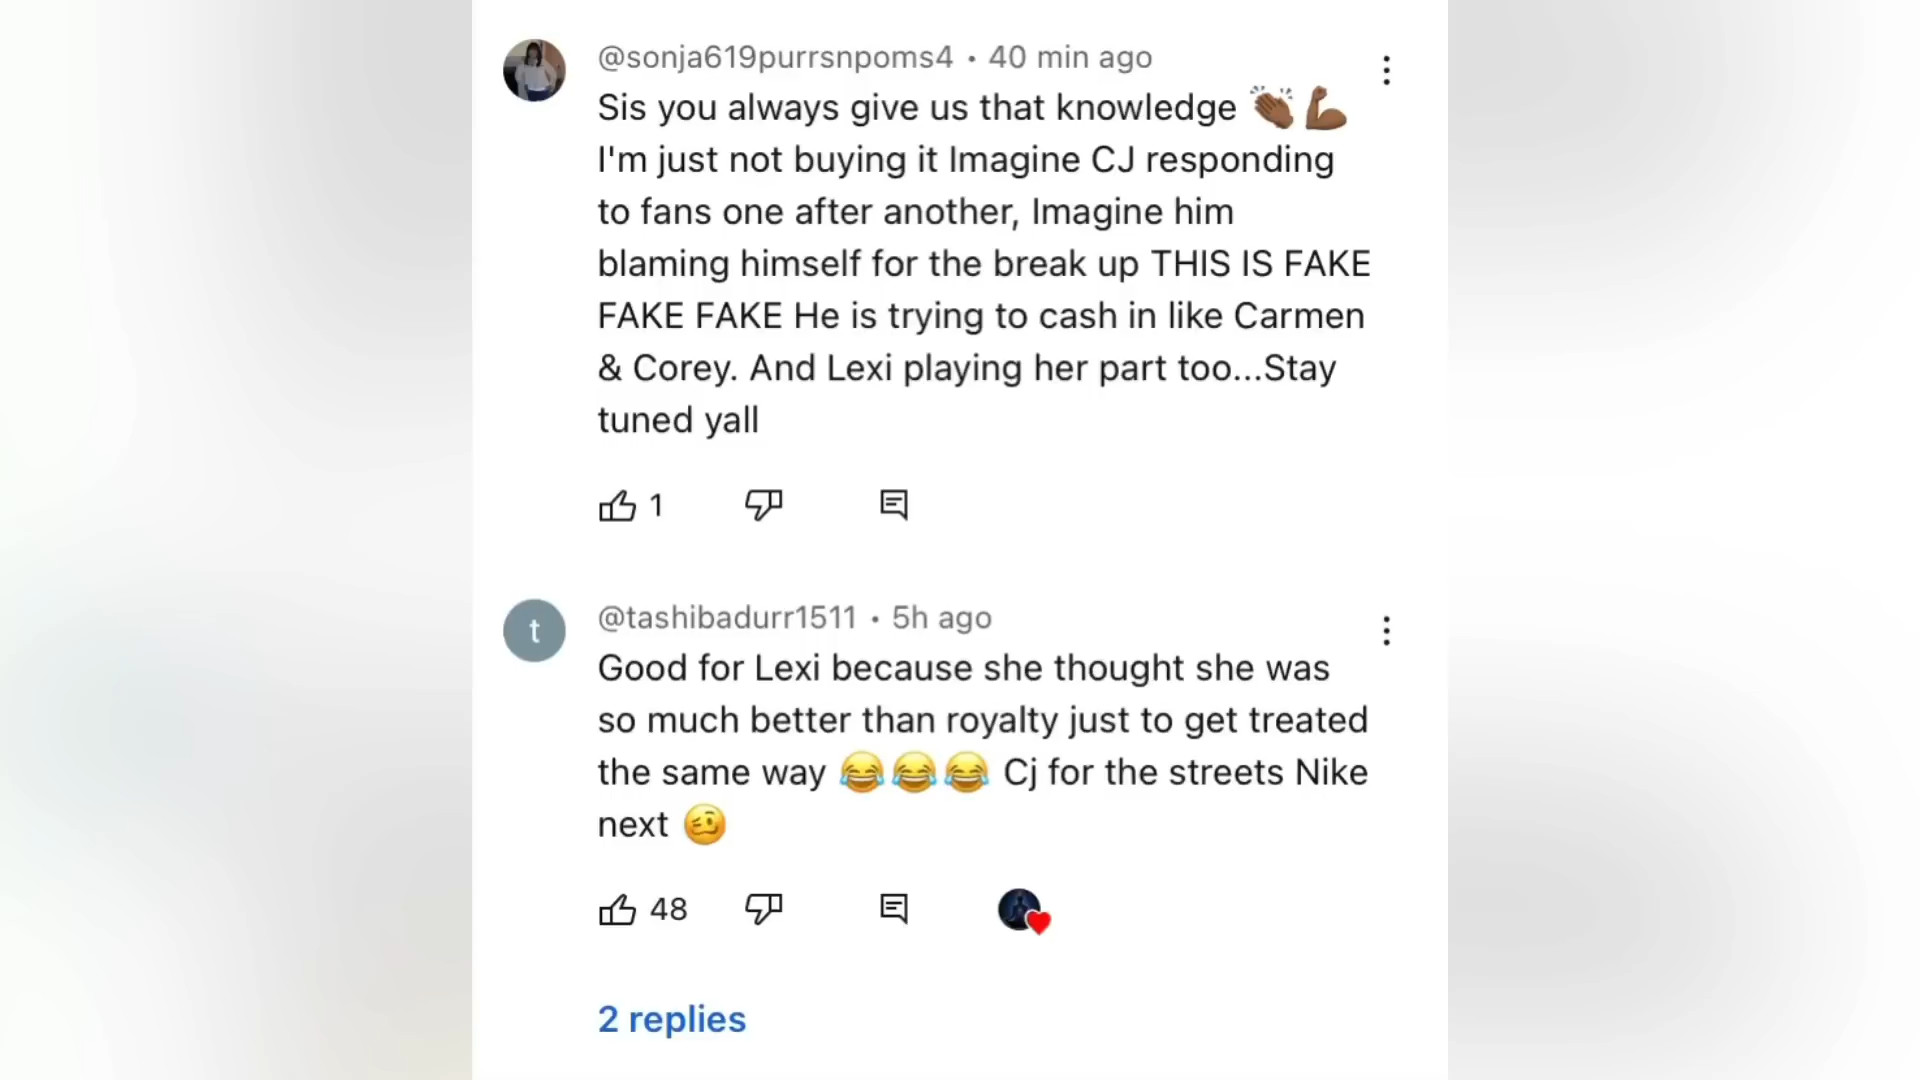 @sonja619purrsnpoms4 • 40 min ago
Sis you always give us that knowledge 👏🏾💪🏾
I'm just not buying it Imagine CJ responding
to fans one after another, Imagine him
blaming himself for the break up THIS IS FAKE
FAKE FAKE He is trying to cash in like Carmen
& Corey. And Lexi playing her part too...Stay
tuned yall
1
t
@tashibadurr1511 • 5h ago
Good for Lexi because she thought she was
so much better than royalty just to get treated
the same way 😂😂😂 Cj for the streets Nike
next 🥴
48
2 replies